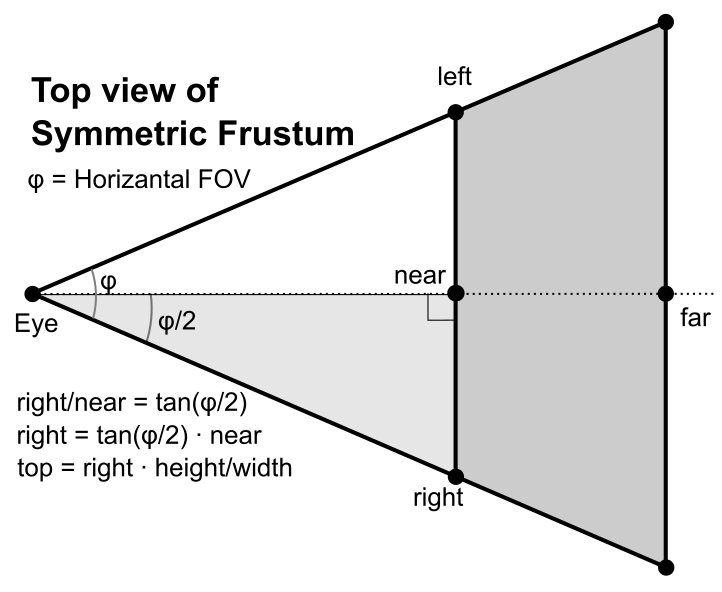 Top view of
Symmetric Frustum
φ = Horizantal FOV
left
φ
near
Eye
φ/2
far
right/near = tan(φ/2)
right = tan(φ/2) · near
top = right · height/width
right